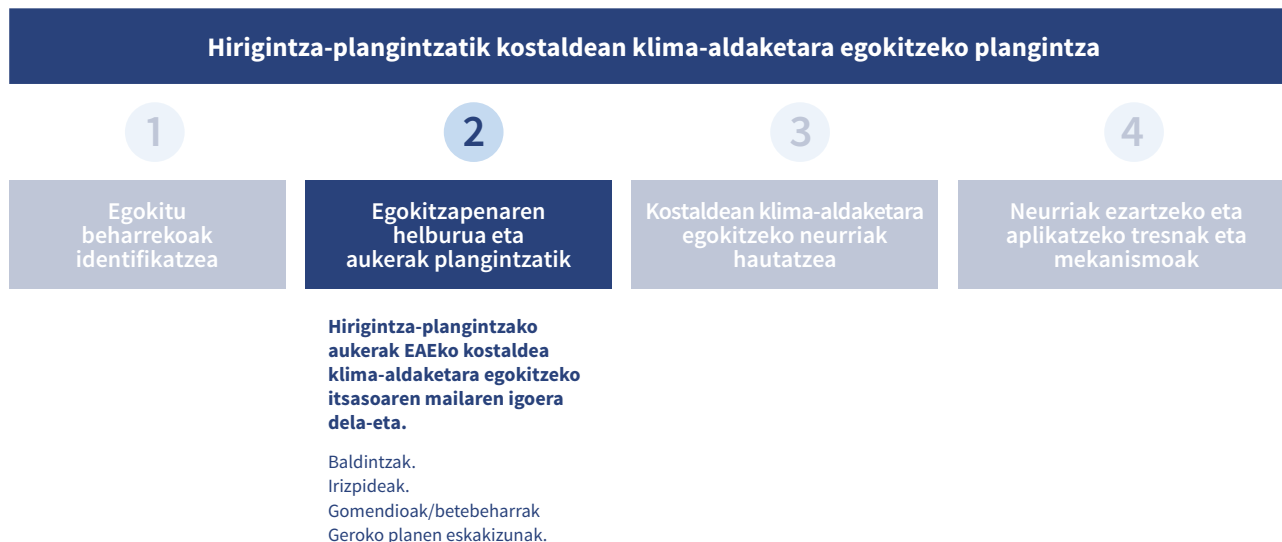 Hirigintza-plangintzatik kostaldean klima-aldaketara egokitzeko plangintza
1
2
3
4
Egokitu
beharrekoak
identifikatzea
Egokitzapenaren
helburua eta
aukerak plangintzatik
Kostaldean klima-aldaketara
egokitzeko neurriak
hautatzea
Neurriak ezartzeko eta
aplikatzeko tresnak eta
mekanismoak
Hirigintza-plangintzako
aukerak EAEko kostaldea
klima-aldaketara egokitzeko
itsasoaren mailaren igoera
dela-eta.
Baldintzak.
Irizpideak.
Gomendioak/betebeharrak
Geroko planen eskakizunak.